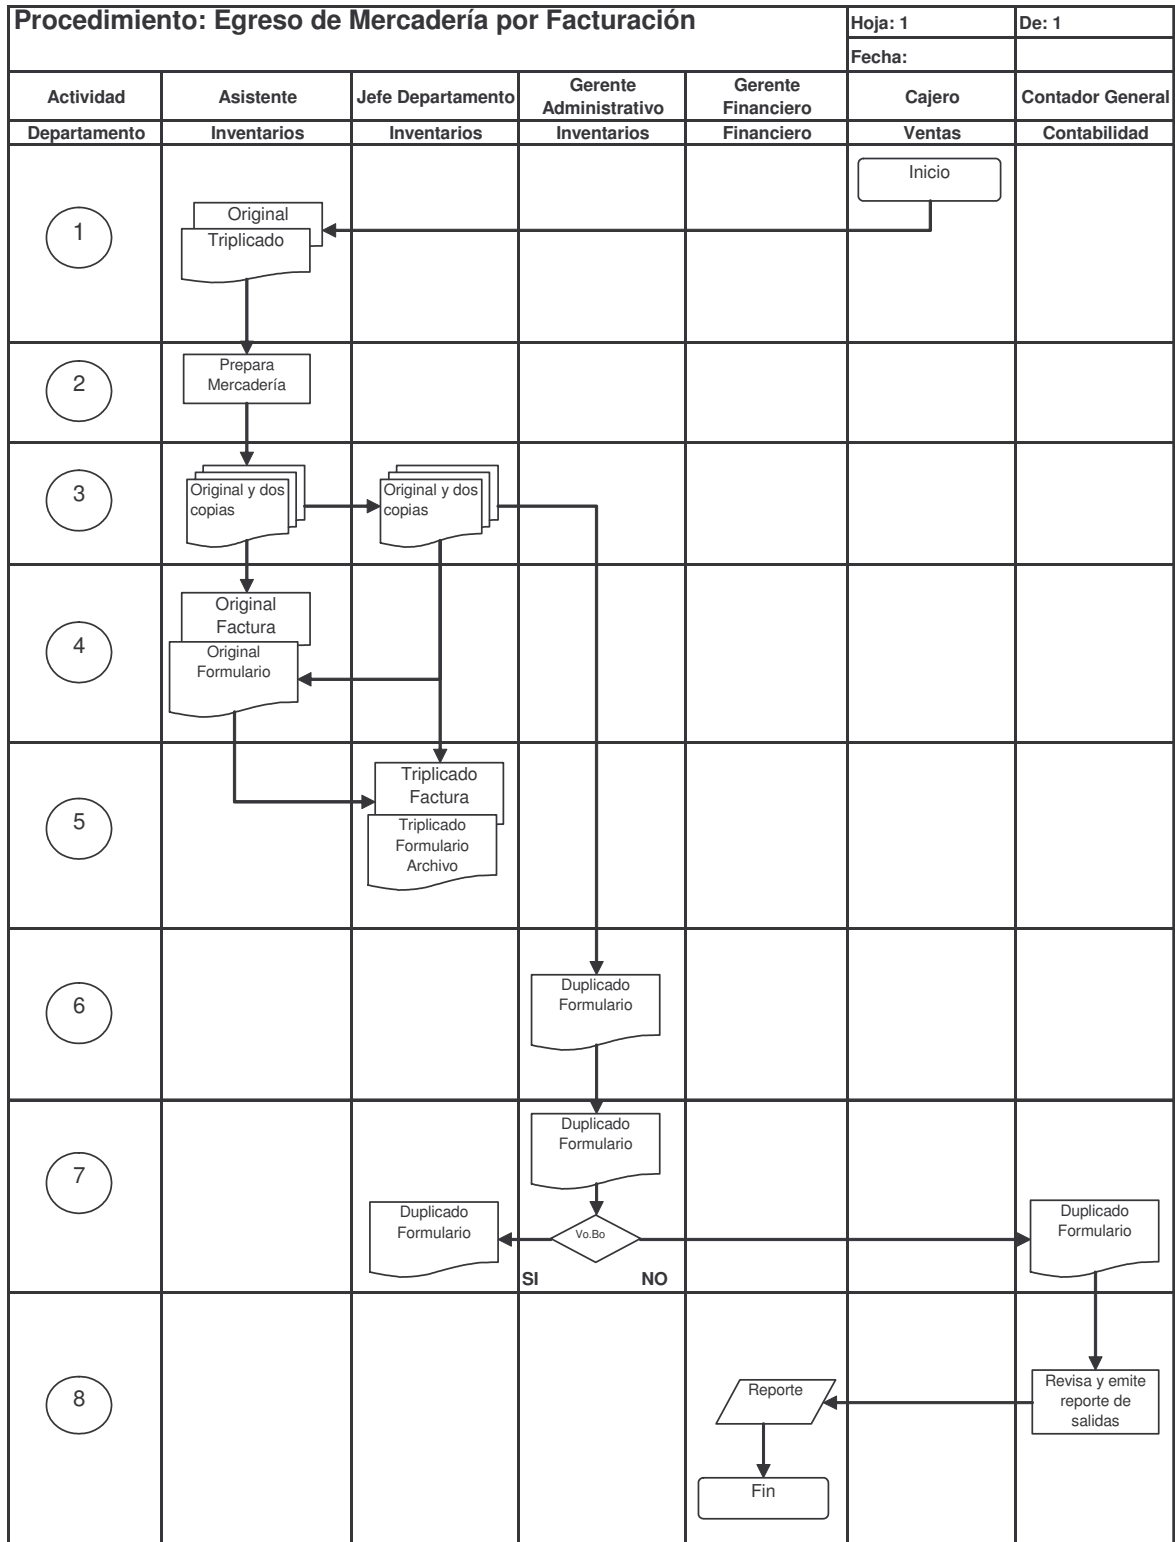 Procedimiento: Egreso de Mercadería por Facturación
Hoja: 1
De: 1
Fecha:
Actividad
Asistente
Jefe Departamento
Gerente
Administrativo
Gerente
Financiero
Cajero
Contador General
Departamento
Inventarios
Inventarios
Inventarios
Financiero
Ventas
Contabilidad
Inicio
1
Original
Triplicado
2
Prepara
Mercadería
3
Original y dos
copias
Original y dos
copias
4
Original
Factura
Original
Formulario
5
Triplicado
Factura
Triplicado
Formulario
Archivo
6
Duplicado
Formulario
7
Duplicado
Formulario
Duplicado
Formulario
Vo.Bo
Duplicado
Formulario
SI
NO
8
Reporte
Revisa y emite
reporte de
salidas
Fin